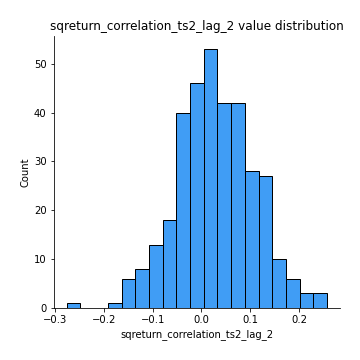 sqreturn_correlation_ts2_lag_2 value distribution
50
40
30
20
10
0
Count
−0.3 −0.2 −0.1 0.0 0.1 0.2
sqreturn_correlation_ts2_lag_2